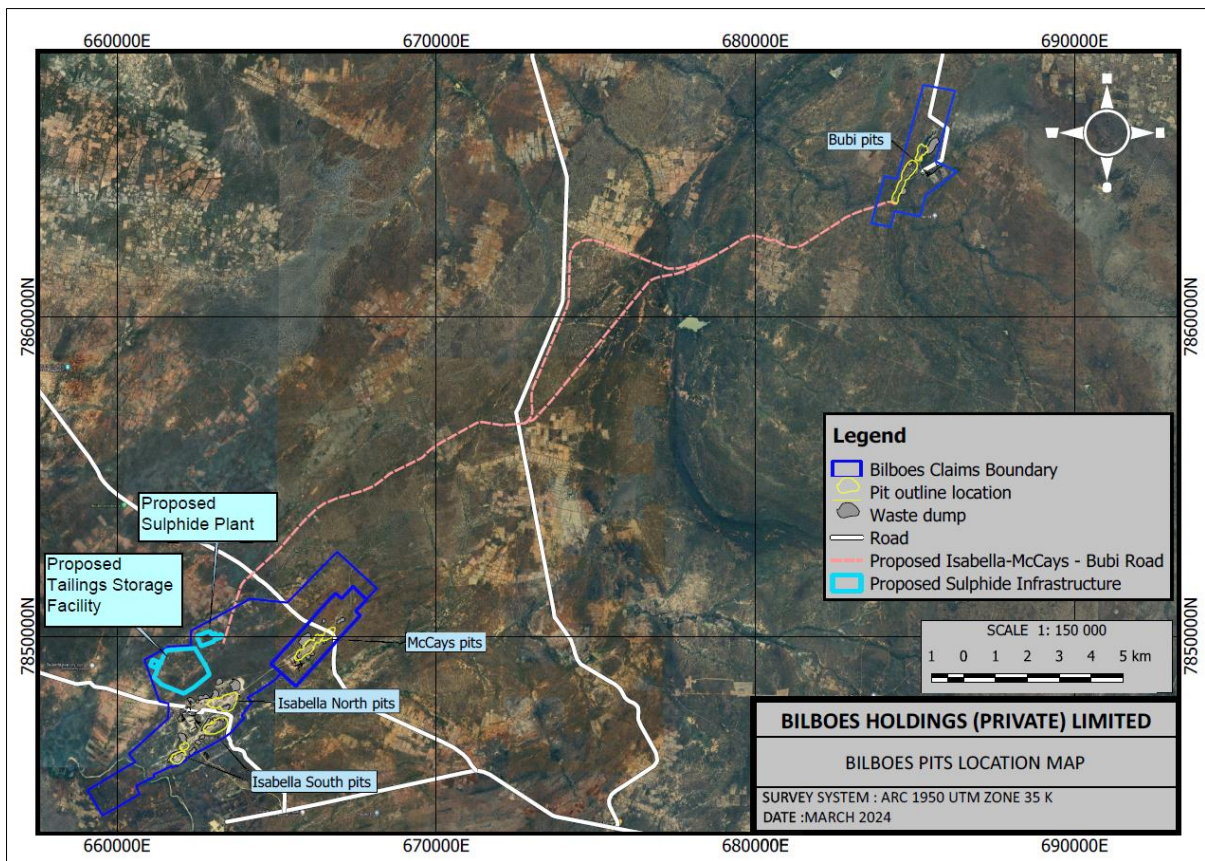 660000E
670000E
680000E
690000E
Bubi pits
7860000N
7860000N
Legend
Bilboes Claims Boundary
Pit outline location
Waste dump
Road
Proposed Isabella-McCays - Bubi Road
Proposed Sulphide Infrastructure
Proposed
Sulphide Plant
Proposed
Tailings Storage
Facility
McCays pits
7850000N
7850000N
SCALE 1: 150 000
1 0 1 2 3 4 5 km
Isabella North pits
Isabella South pits
BILBOES HOLDINGS (PRIVATE) LIMITED
BILBOES PITS LOCATION MAP
SURVEY SYSTEM : ARC 1950 UTM ZONE 35 K
DATE :MARCH 2024
660000E
670000E
680000E
690000E